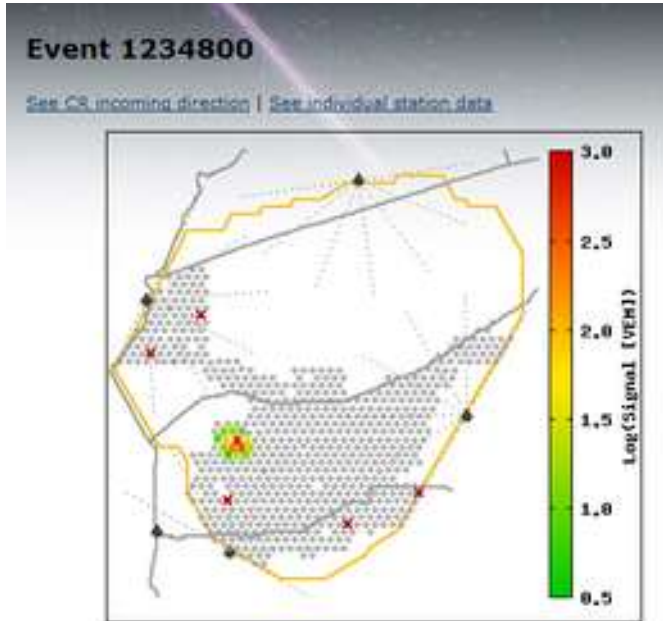 Event 1234800
See CR incoming direction | See individual station data
3.0
2.5
2.0
1.5
1.0
0.5
Log(Signal [VEM])